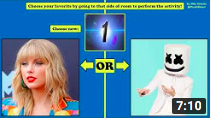 Choose your favorite by going to that side of room to perform the activity!
Choose now:
1
OR
7:10